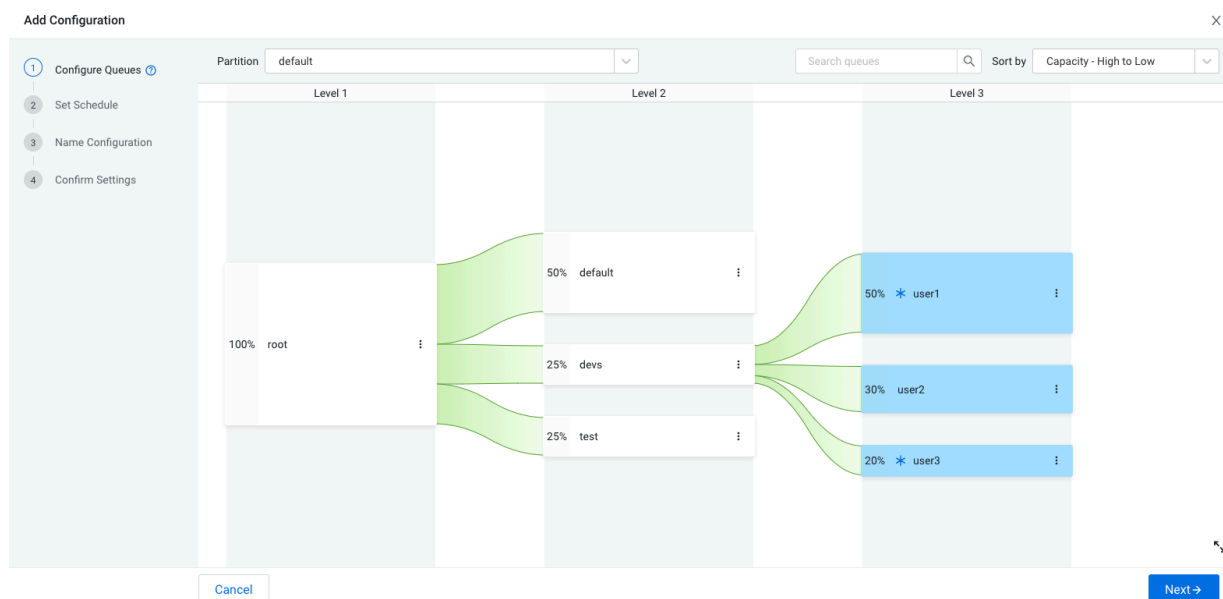 Add Configuration
1 Configure Queues
2 Set Schedule
3 Name Configuration
4 Confirm Settings
Partition default Search queues Sort by Capacity - High to Low
Level 1 Level 2 Level 3
100% root
50% default
25% devs
25% test
50% user1
30% user2
20% user3
Cancel Next